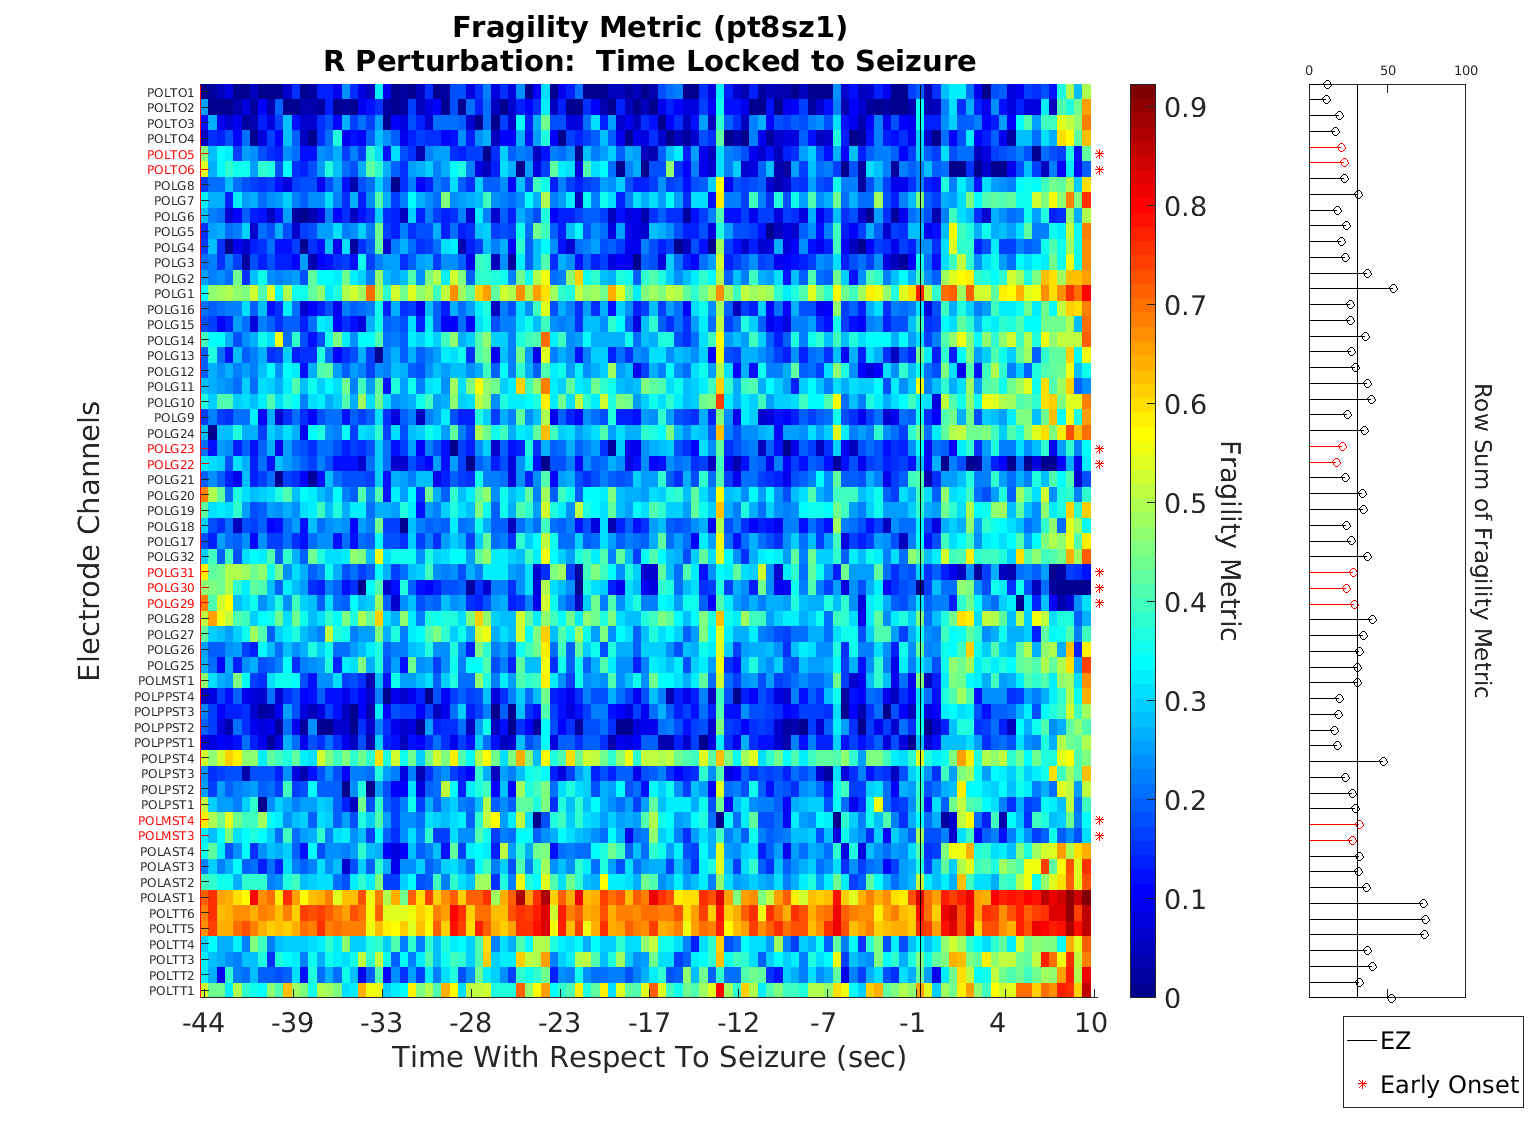 Fragility Metric (pt8sz1)
R Perturbation:  Time Locked to Seizure
Electrode Channels
POLTO1
POLTO2
POLTO3
POLTO4
POLTO5
POLTO6
POLG8
POLG7
POLG6
POLG5
POLG4
POLG3
POLG2
POLG1
POLG16
POLG15
POLG14
POLG13
POLG12
POLG11
POLG10
POLG9
POLG24
POLG23
POLG22
POLG21
POLG20
POLG19
POLG18
POLG17
POLG32
POLG31
POLG30
POLG29
POLG28
POLG27
POLG26
POLG25
POLMST1
POLPPST4
POLPPST3
POLPPST2
POLPPST1
POLPST4
POLPST3
POLPST2
POLPST1
POLMST4
POLMST3
POLAST4
POLAST3
POLAST2
POLAST1
POLTT6
POLTT5
POLTT4
POLTT3
POLTT2
POLTT1
-44 -39 -33 -28 -23 -17 -12 -7 -1 4 10
Time With Respect To Seizure (sec)
0.9
0.8
0.7
0.6
0.5
0.4
0.3
0.2
0.1
0
Fragility Metric
0 50 100
Row Sum of Fragility Metric
EZ
Early Onset